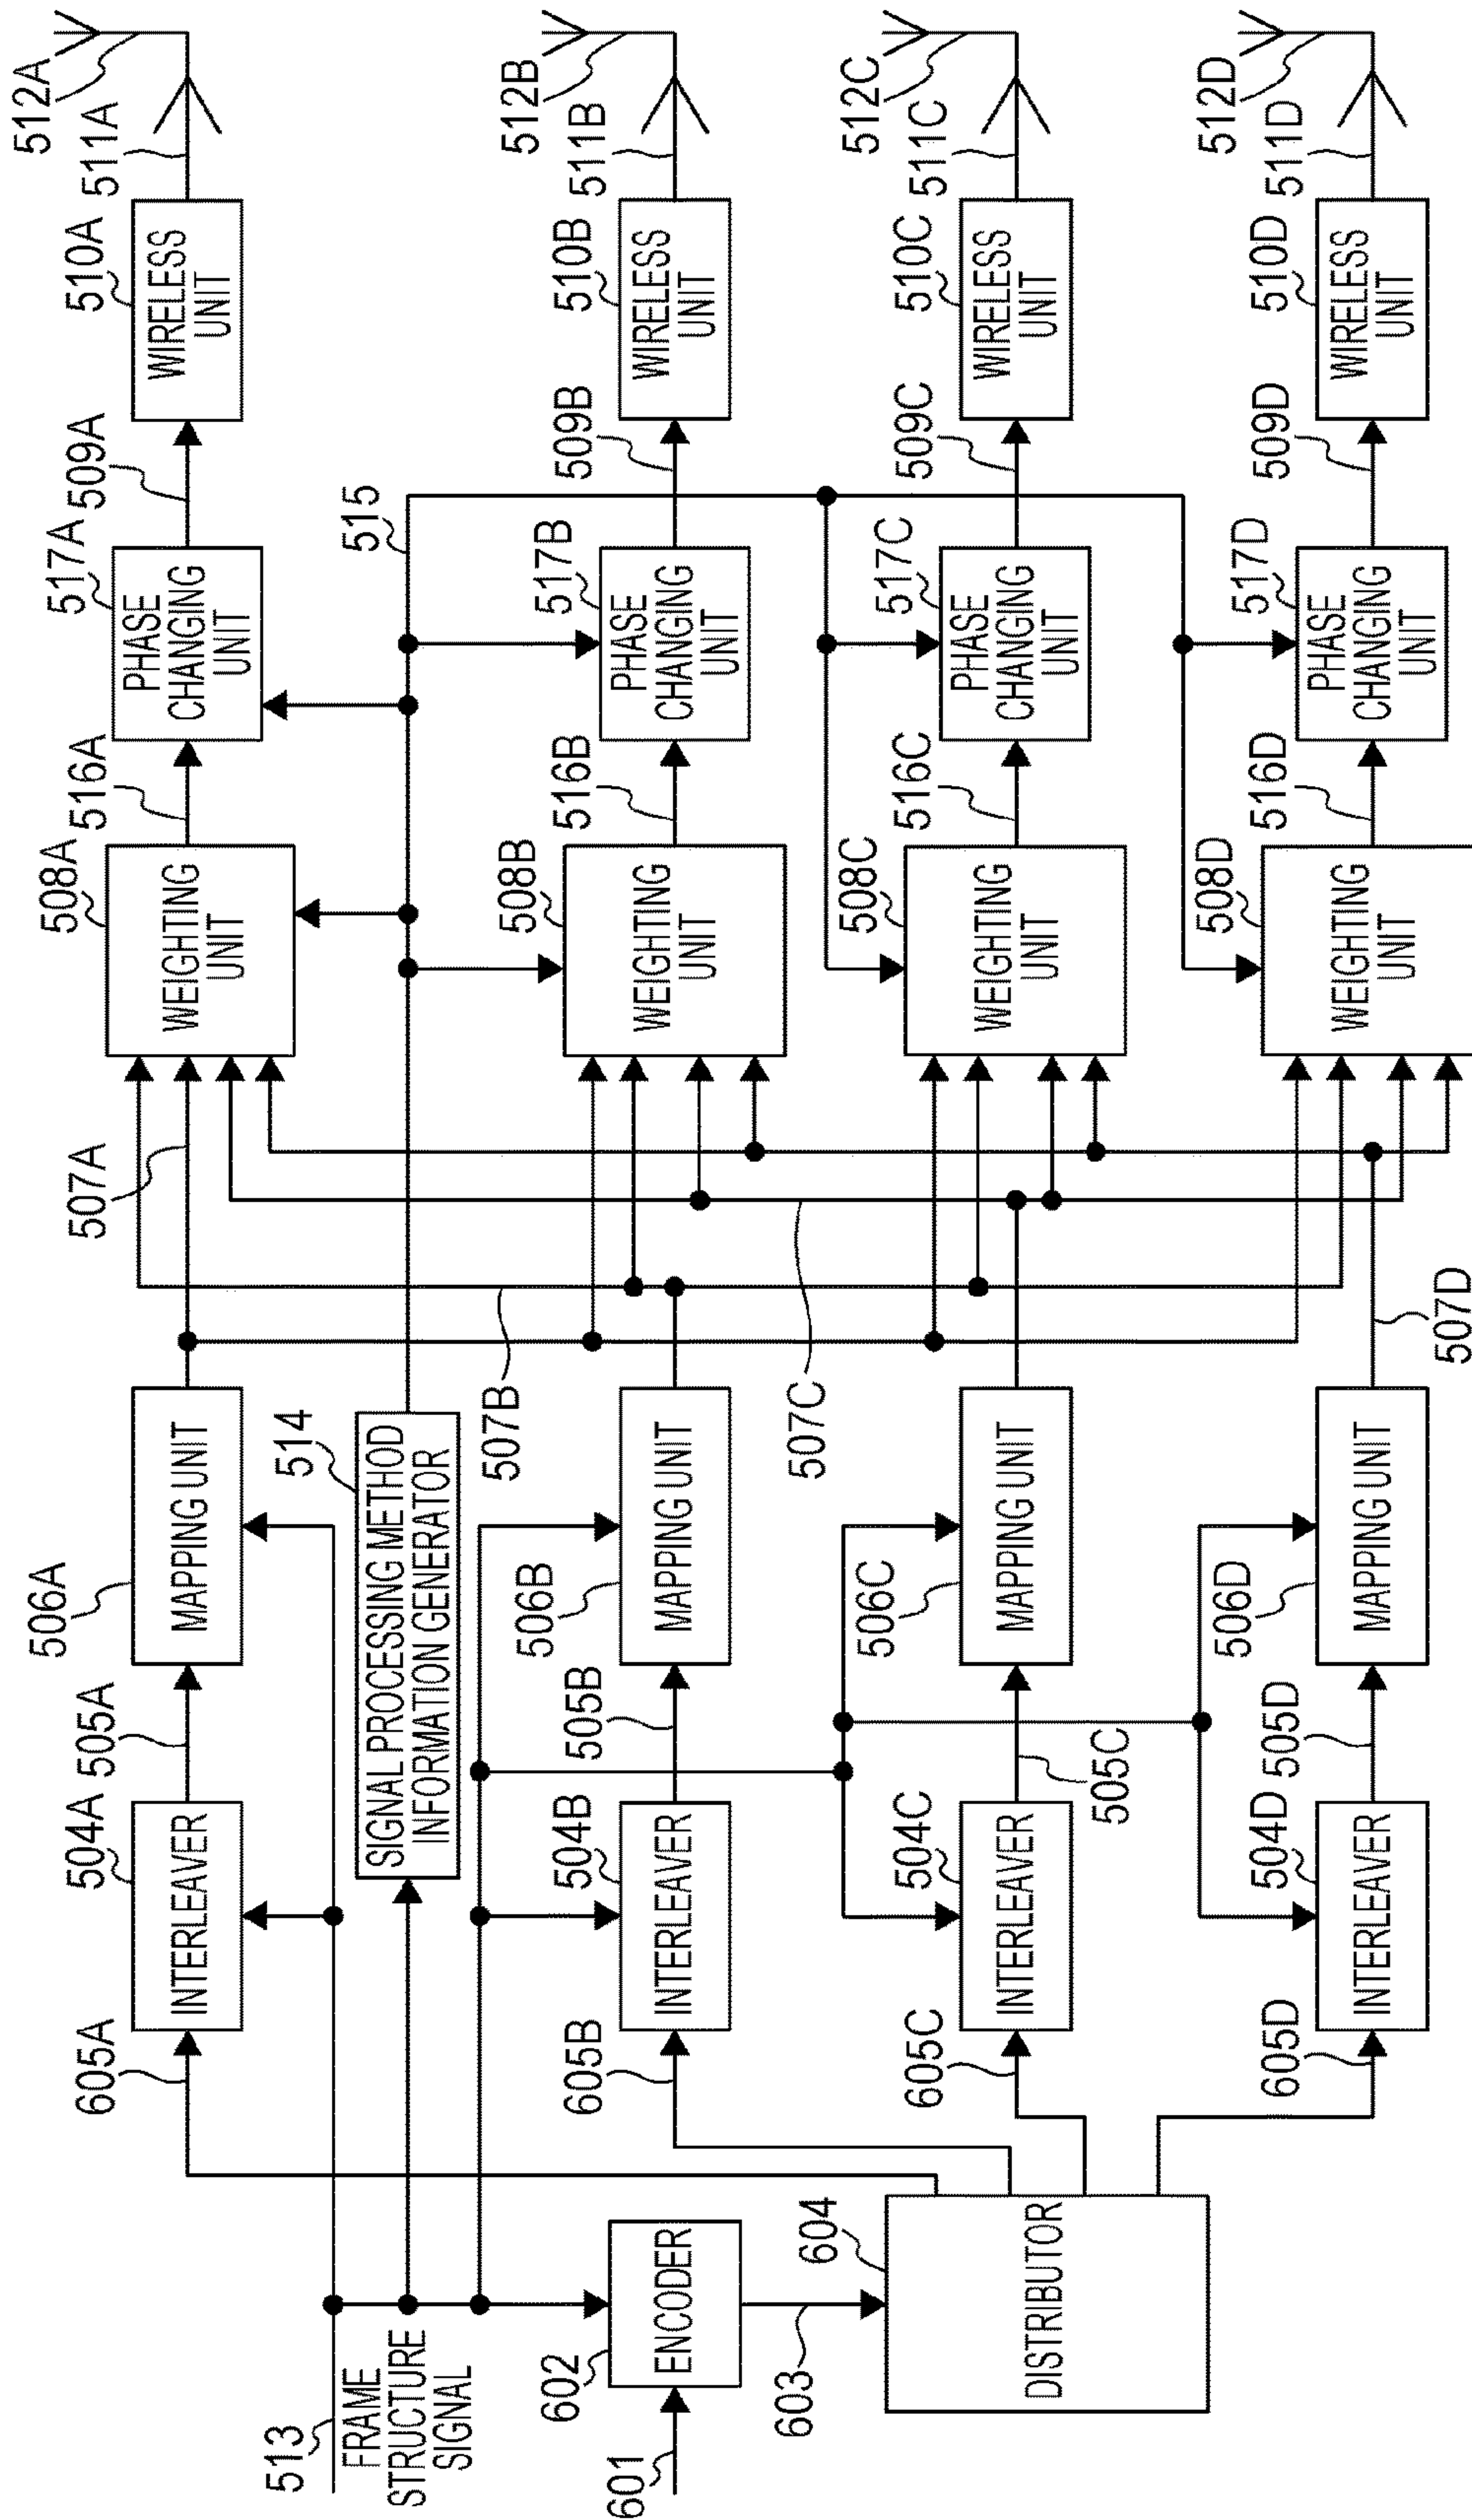 512A
511A
510A
WIRELESS
UNIT
509A
517A
PHASE
CHANGING
UNIT
516A
508A
WEIGHTING
UNIT
507A
506A
MAPPING UNIT
505A
504A
INTERLEAVER
605A
515
514
SIGNAL PROCESSING METHOD
INFORMATION GENERATOR
513
FRAME
STRUCTURE
SIGNAL
512B
511B
510B
WIRELESS
UNIT
509B
517B
PHASE
CHANGING
UNIT
516B
508B
WEIGHTING
UNIT
507B
506B
MAPPING UNIT
505B
504B
INTERLEAVER
605B
602
ENCODER
601
603
512C
511C
510C
WIRELESS
UNIT
509C
517C
PHASE
CHANGING
UNIT
516C
508C
WEIGHTING
UNIT
507C
506C
MAPPING UNIT
505C
504C
INTERLEAVER
605C
604
DISTRIBUTOR
512D
511D
510D
WIRELESS
UNIT
509D
517D
PHASE
CHANGING
UNIT
516D
508D
WEIGHTING
UNIT
507D
506D
MAPPING UNIT
505D
504D
INTERLEAVER
605D